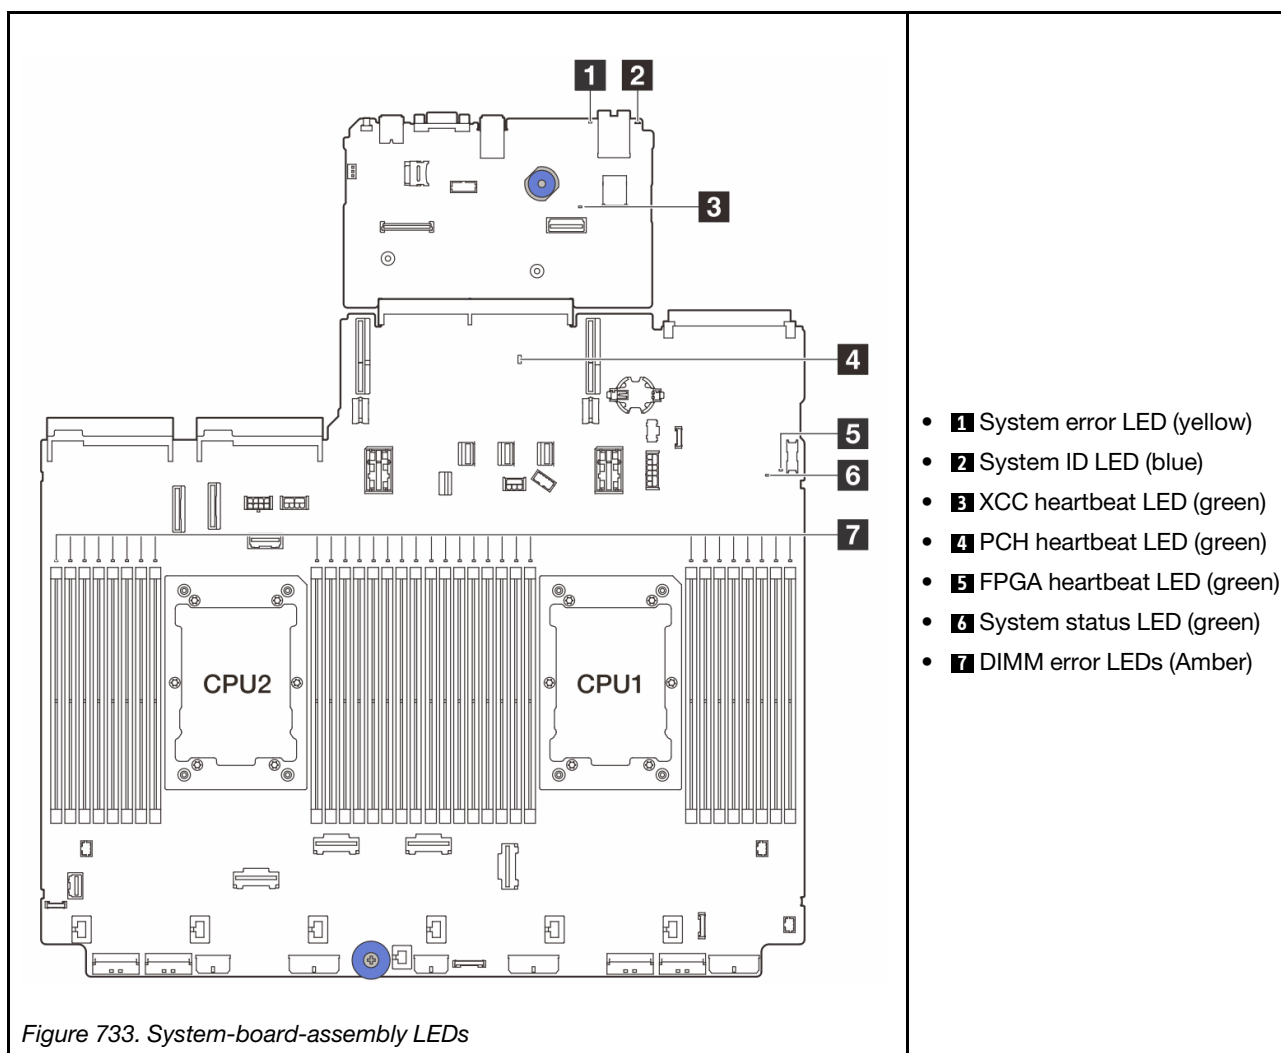 1 2
3
4
5
6
7
CPU2
CPU1
Figure 733. System-board-assembly LEDs
• 1 System error LED (yellow)
• 2 System ID LED (blue)
• 3 XCC heartbeat LED (green)
• 4 PCH heartbeat LED (green)
• 5 FPGA heartbeat LED (green)
• 6 System status LED (green)
• 7 DIMM error LEDs (Amber)